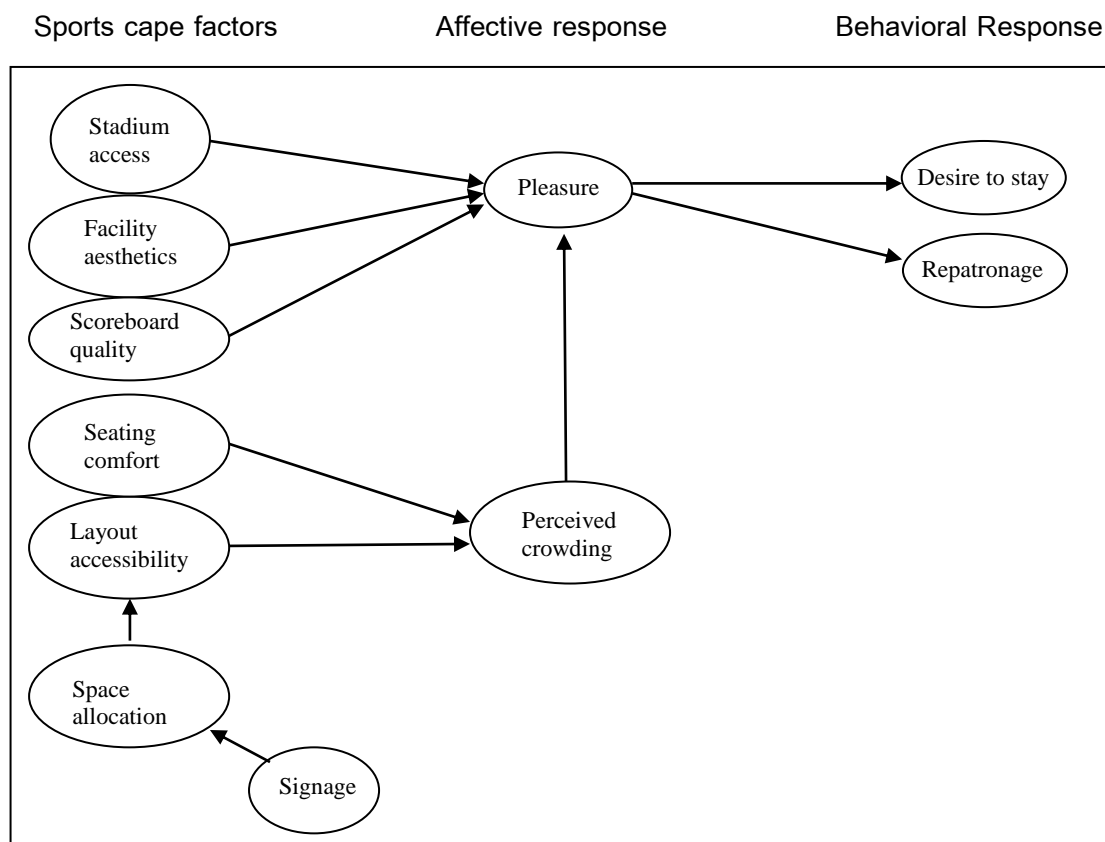 Sports cape factors
Affective response
Behavioral Response
Stadium
access
Facility
aesthetics
Scoreboard
quality
Seating
comfort
Layout
accessibility
Space
allocation
Signage
Pleasure
Perceived
crowding
Desire to stay
Repatronage